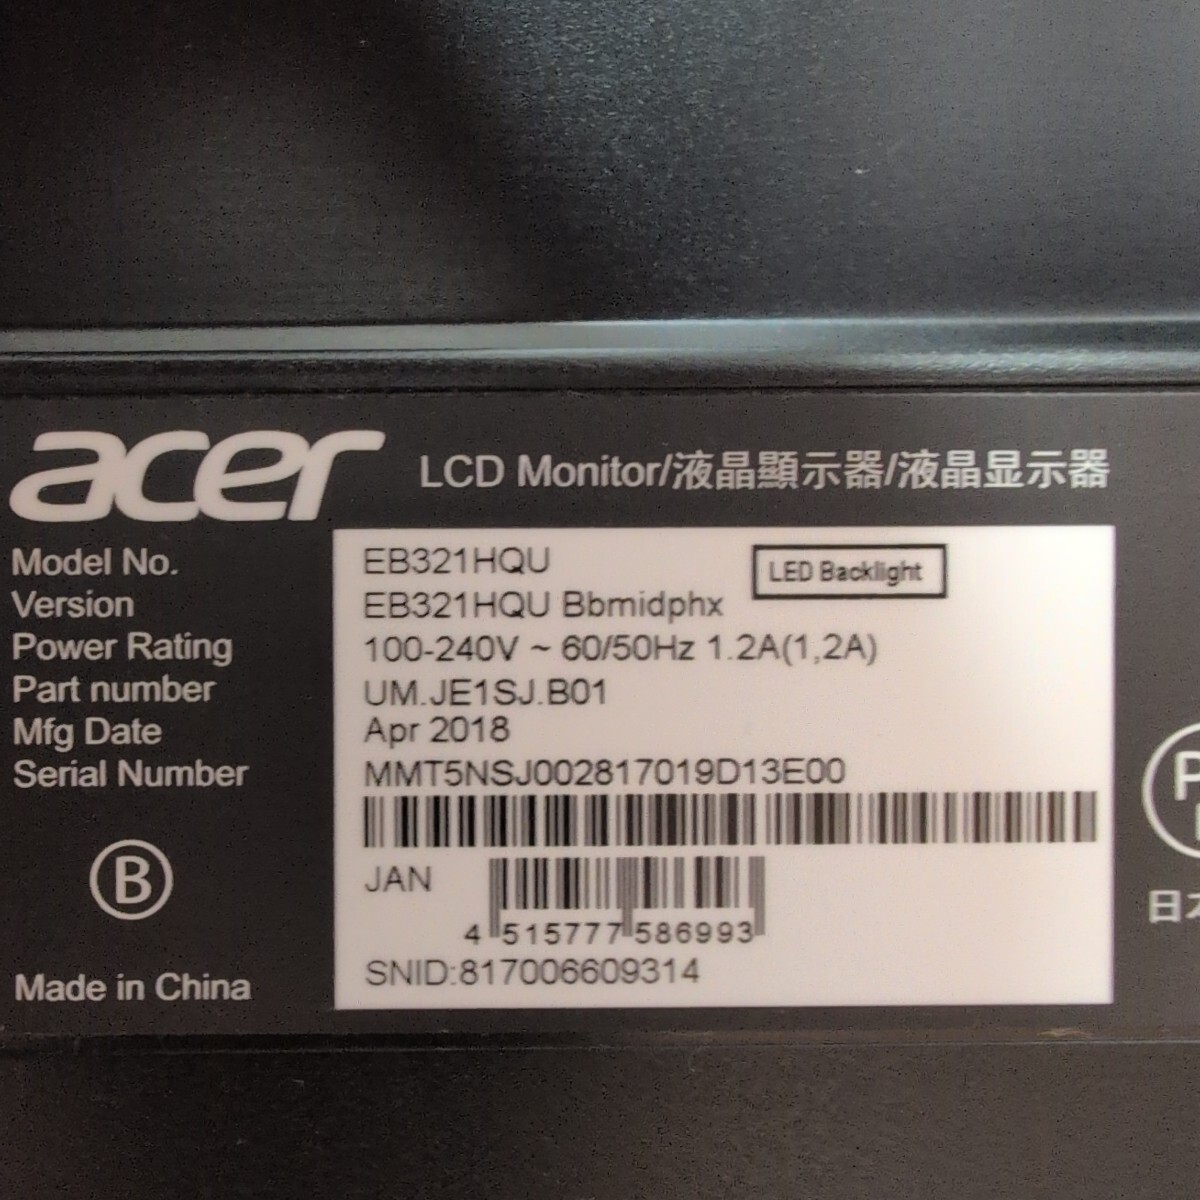 acer LCD Monitor/液晶顯示器/液晶显示器
Model No. EB321HQU LED Backlight
Version EB321HQU Bbmidphx
Power Rating 100-240V ~ 60/50Hz 1.2A(1,2A)
Part number UM.JE1SJ.B01
Mfg Date Apr 2018
Serial Number MMT5NSJ002817019D13E00
B
JAN
4 515777 586993
Made in China SNID:817006609314
P
日